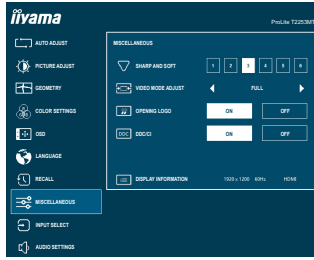 iiyama
ProLite T2253MT
AUTO ADJUST
PICTURE ADJUST
GEOMETRY
COLOR SETTINGS
OSD
LANGUAGE
RECALL
MISCELLANEOUS
INPUT SELECT
AUDIO SETTINGS
MISCELLANEOUS
SHARP AND SOFT 1 2 3 4 5 6
VIDEO MODE ADJUST FULL
OPENING LOGO ON OFF
DDC DDC/CI ON OFF
DISPLAY INFORMATION 1920 x 1200 60Hz HDMI